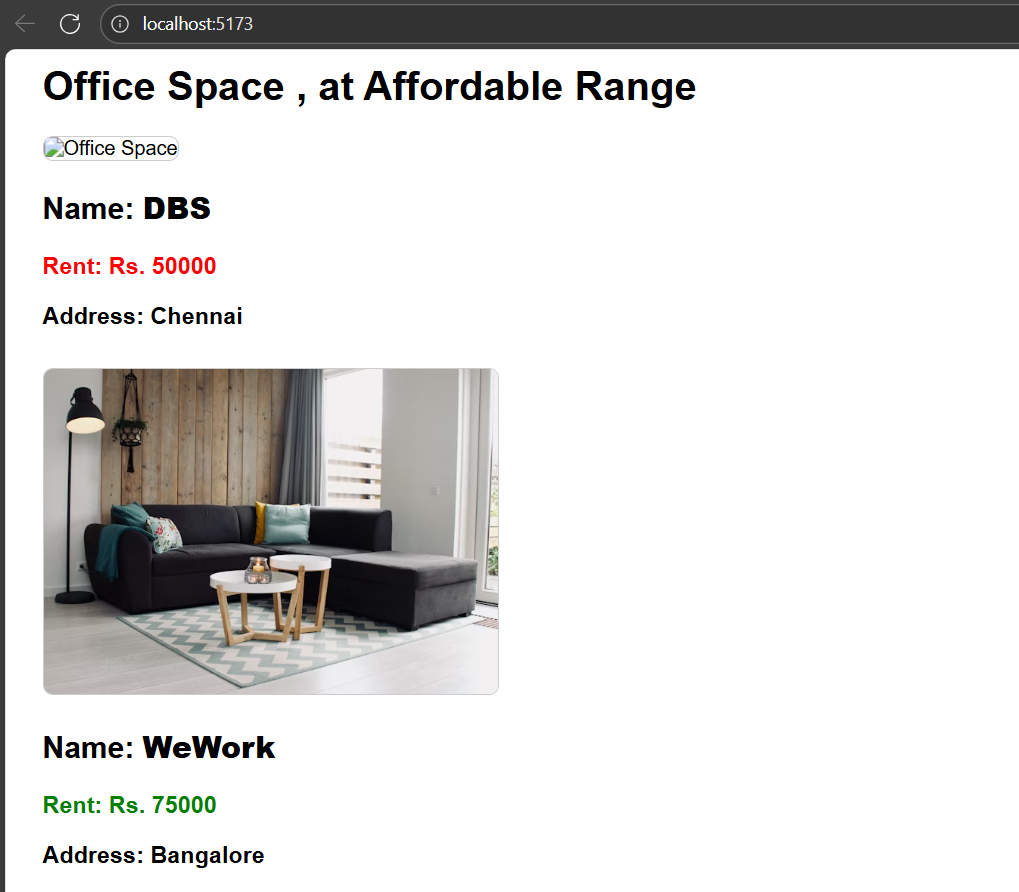 localhost:5173
Office Space , at Affordable Range
Office Space
Name: DBS
Rent: Rs. 50000
Address: Chennai
Name: WeWork
Rent: Rs. 75000
Address: Bangalore